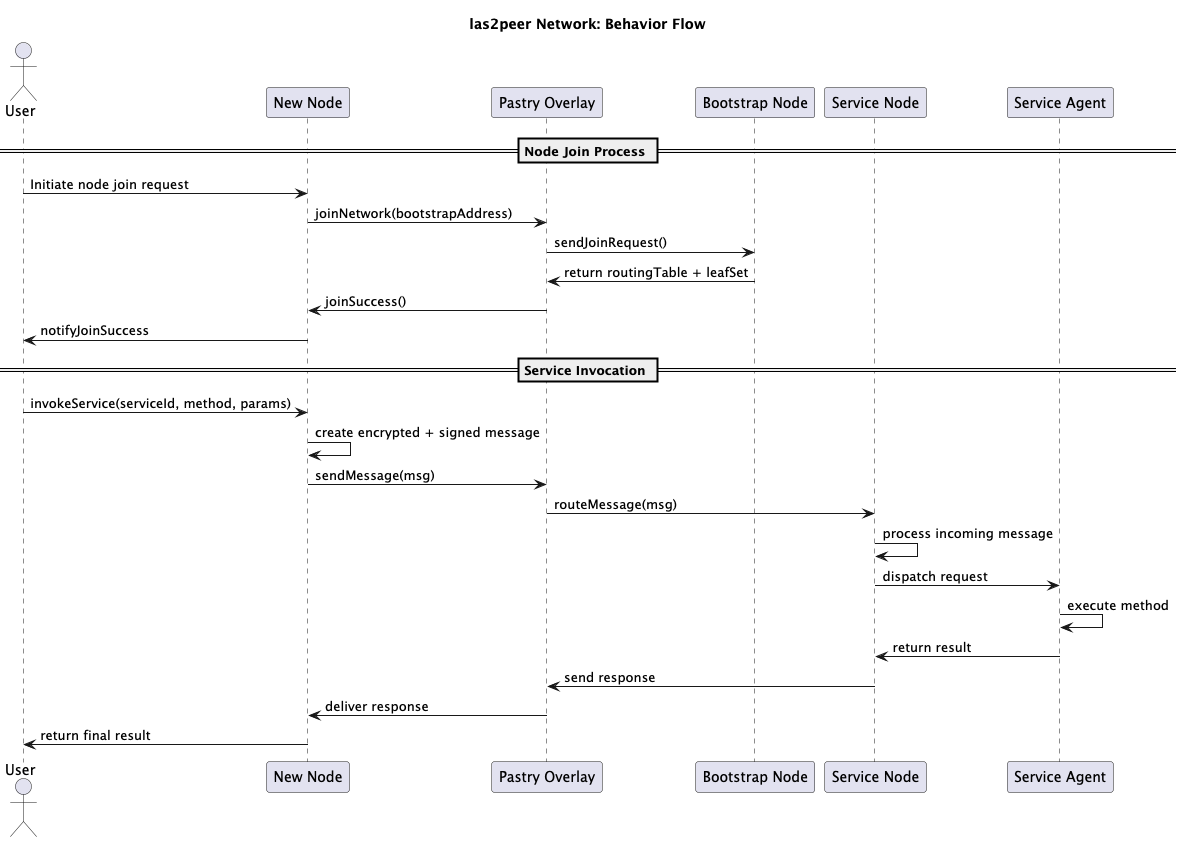 las2peer Network: Behavior Flow
User
New Node
Pastry Overlay
Bootstrap Node
Service Node
Service Agent
Node Join Process
Initiate node join request
joinNetwork(bootstrapAddress)
sendJoinRequest()
return routingTable + leafSet
joinSuccess()
notifyJoinSuccess
Service Invocation
invokeService(serviceId, method, params)
create encrypted + signed message
sendMessage(msg)
routeMessage(msg)
process incoming message
dispatch request
execute method
return result
send response
deliver response
return final result
User
New Node
Pastry Overlay
Bootstrap Node
Service Node
Service Agent